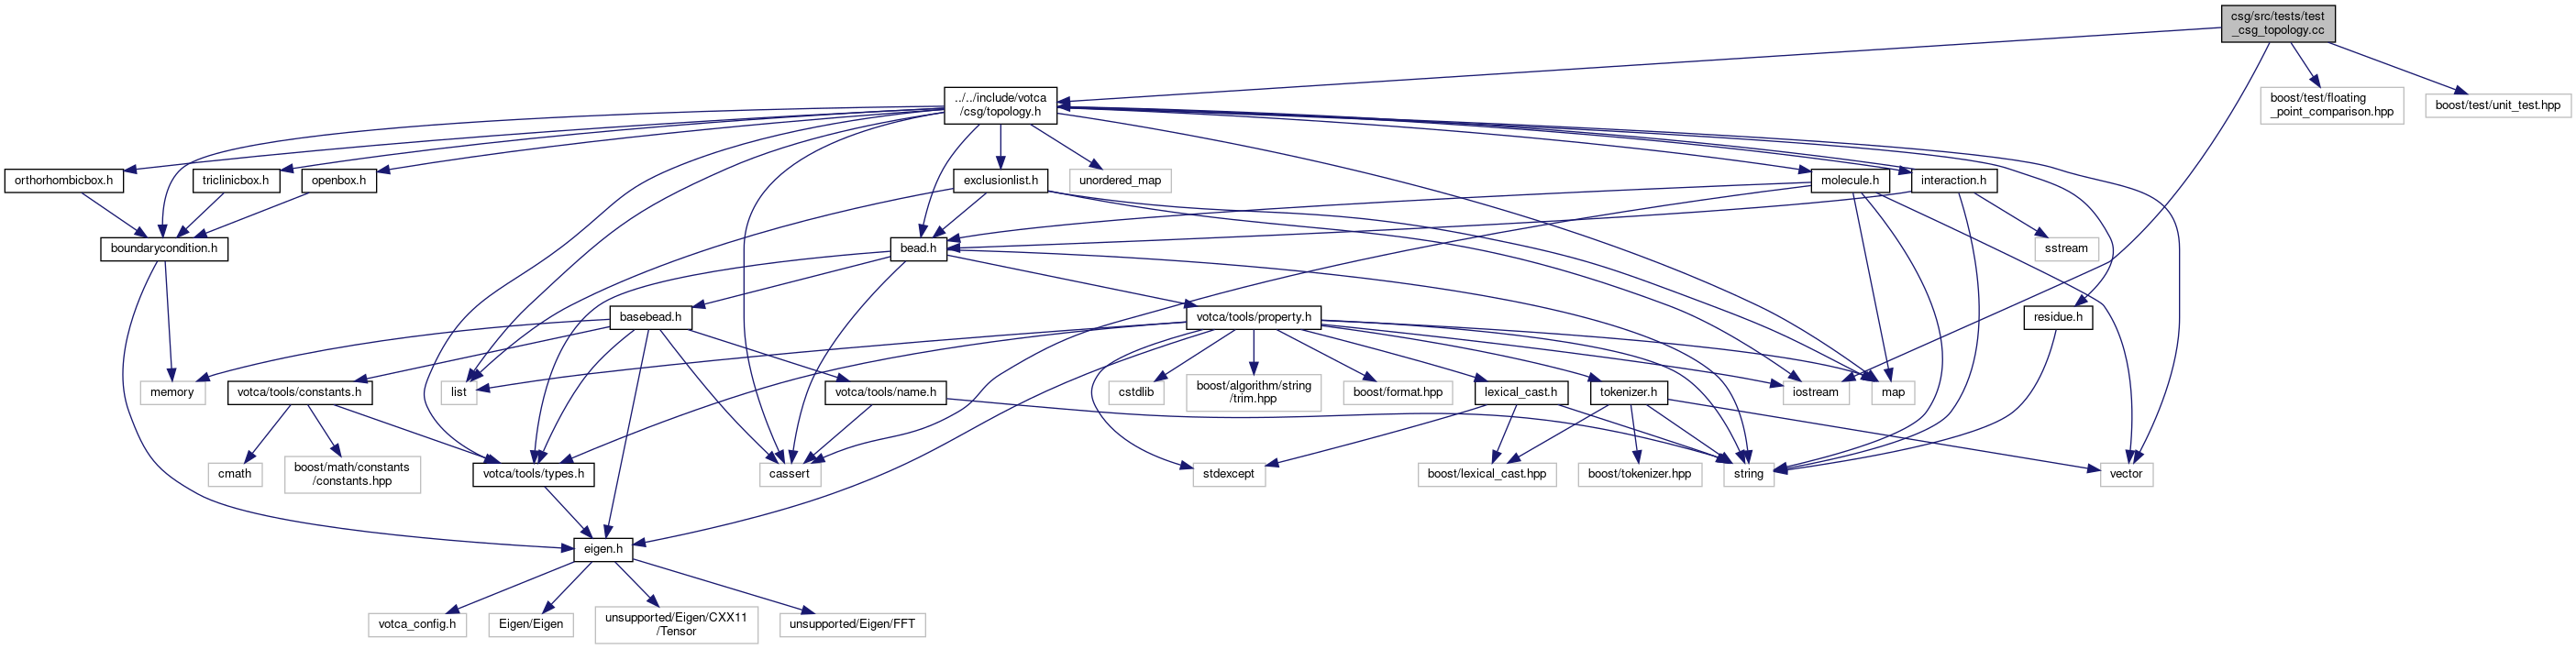 csg/src/tests/test
_csg_topology.cc
../../include/votca
/csg/topology.h
boost/test/floating
_point_comparison.hpp
boost/test/unit_test.hpp
orthorhombicbox.h
triclinicbox.h
openbox.h
exclusionlist.h
unordered_map
molecule.h
interaction.h
boundarycondition.h
bead.h
sstream
basebead.h
votca/tools/property.h
residue.h
memory
votca/tools/constants.h
list
votca/tools/name.h
cstdlib
boost/algorithm/string
/trim.hpp
boost/format.hpp
lexical_cast.h
tokenizer.h
iostream
map
cmath
boost/math/constants
/constants.hpp
votca/tools/types.h
cassert
stdexcept
boost/lexical_cast.hpp
boost/tokenizer.hpp
string
vector
eigen.h
votca_config.h
Eigen/Eigen
unsupported/Eigen/CXX11
/Tensor
unsupported/Eigen/FFT